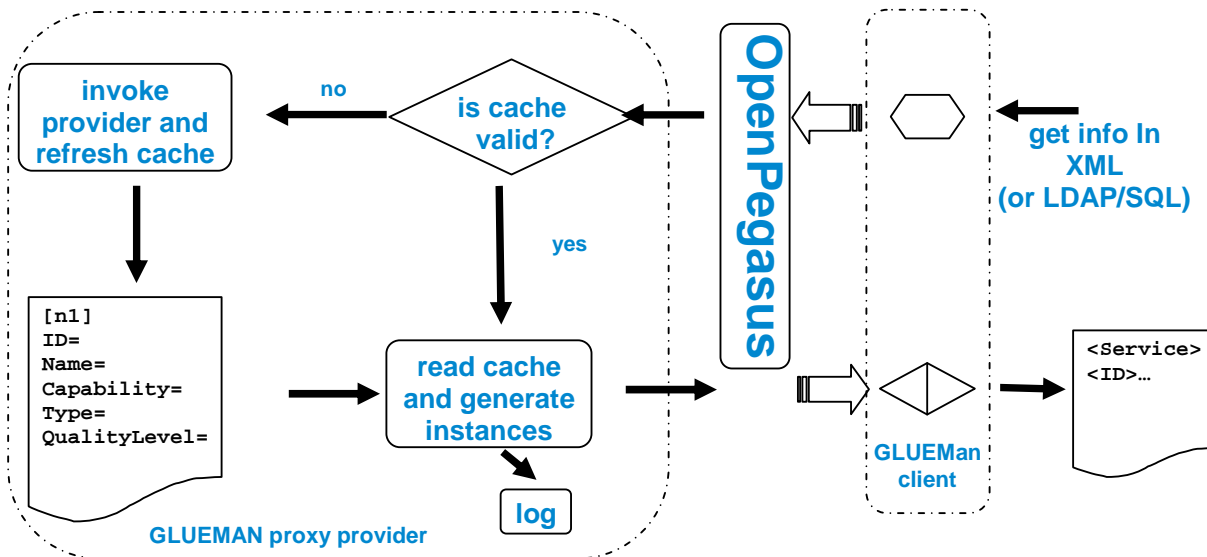 invoke
provider and
refresh cache
no
is cache
valid?
OpenPegasus
get info In
XML
(or LDAP/SQL)
yes
[n1]
ID=
Name=
Capability=
Type=
QualityLevel=
read cache
and generate
instances
log
GLUEMAN proxy provider
GLUEMan
client
<Service>
<ID>…